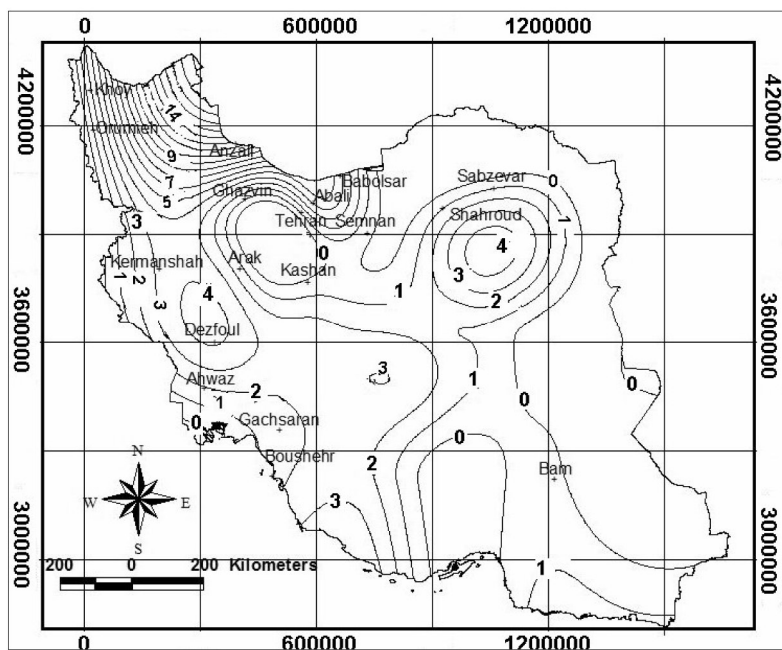 0 600000 1200000
4200000 4200000
Khoy
14
Orumieh
9
Anzali
7
5
Ghazvin
Babolsar
Abali
Sabzevar
0
3
Tehran Semnan
Shahroud
1
Kermanshah
Arak
0
4
1 2 3
Kashan
3
4
1
2
3600000 3600000
Dezfoul
3
1
0
0
Ahwaz
2
1
Gachsaran
0
0
Boushehr
2
Bam
N
W E
S
3
3000000 3000000
200 0 200 Kilometers
1
0 600000 1200000